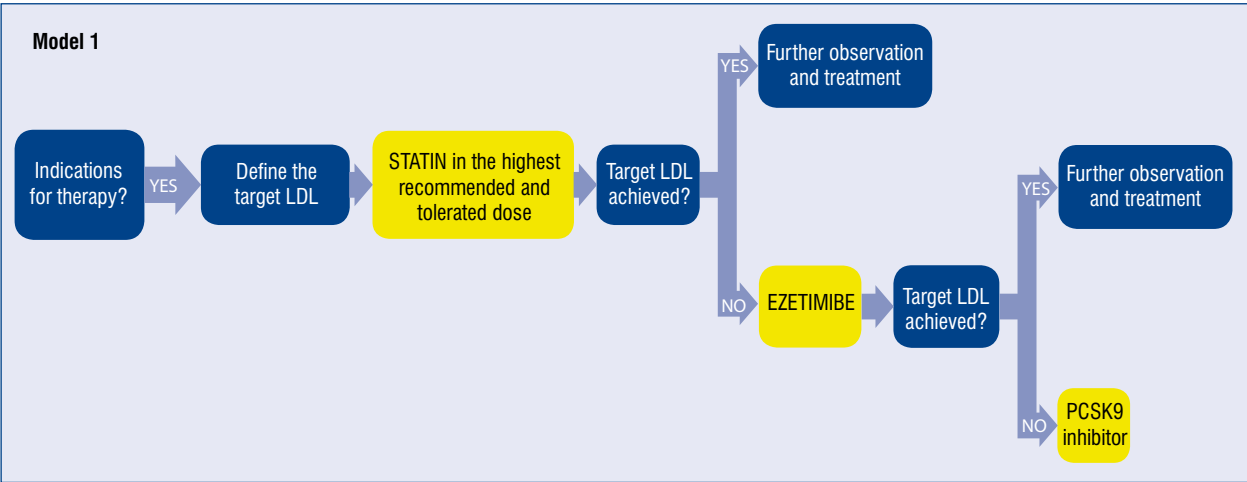 Model 1
Indications
for therapy?
YES
Define the
target LDL
STATIN in the highest
recommended and
tolerated dose
Target LDL
achieved?
YES
Further observation
and treatment
NO
EZETIMIBE
Target LDL
achieved?
YES
Further observation
and treatment
NO
PCSK9
inhibitor